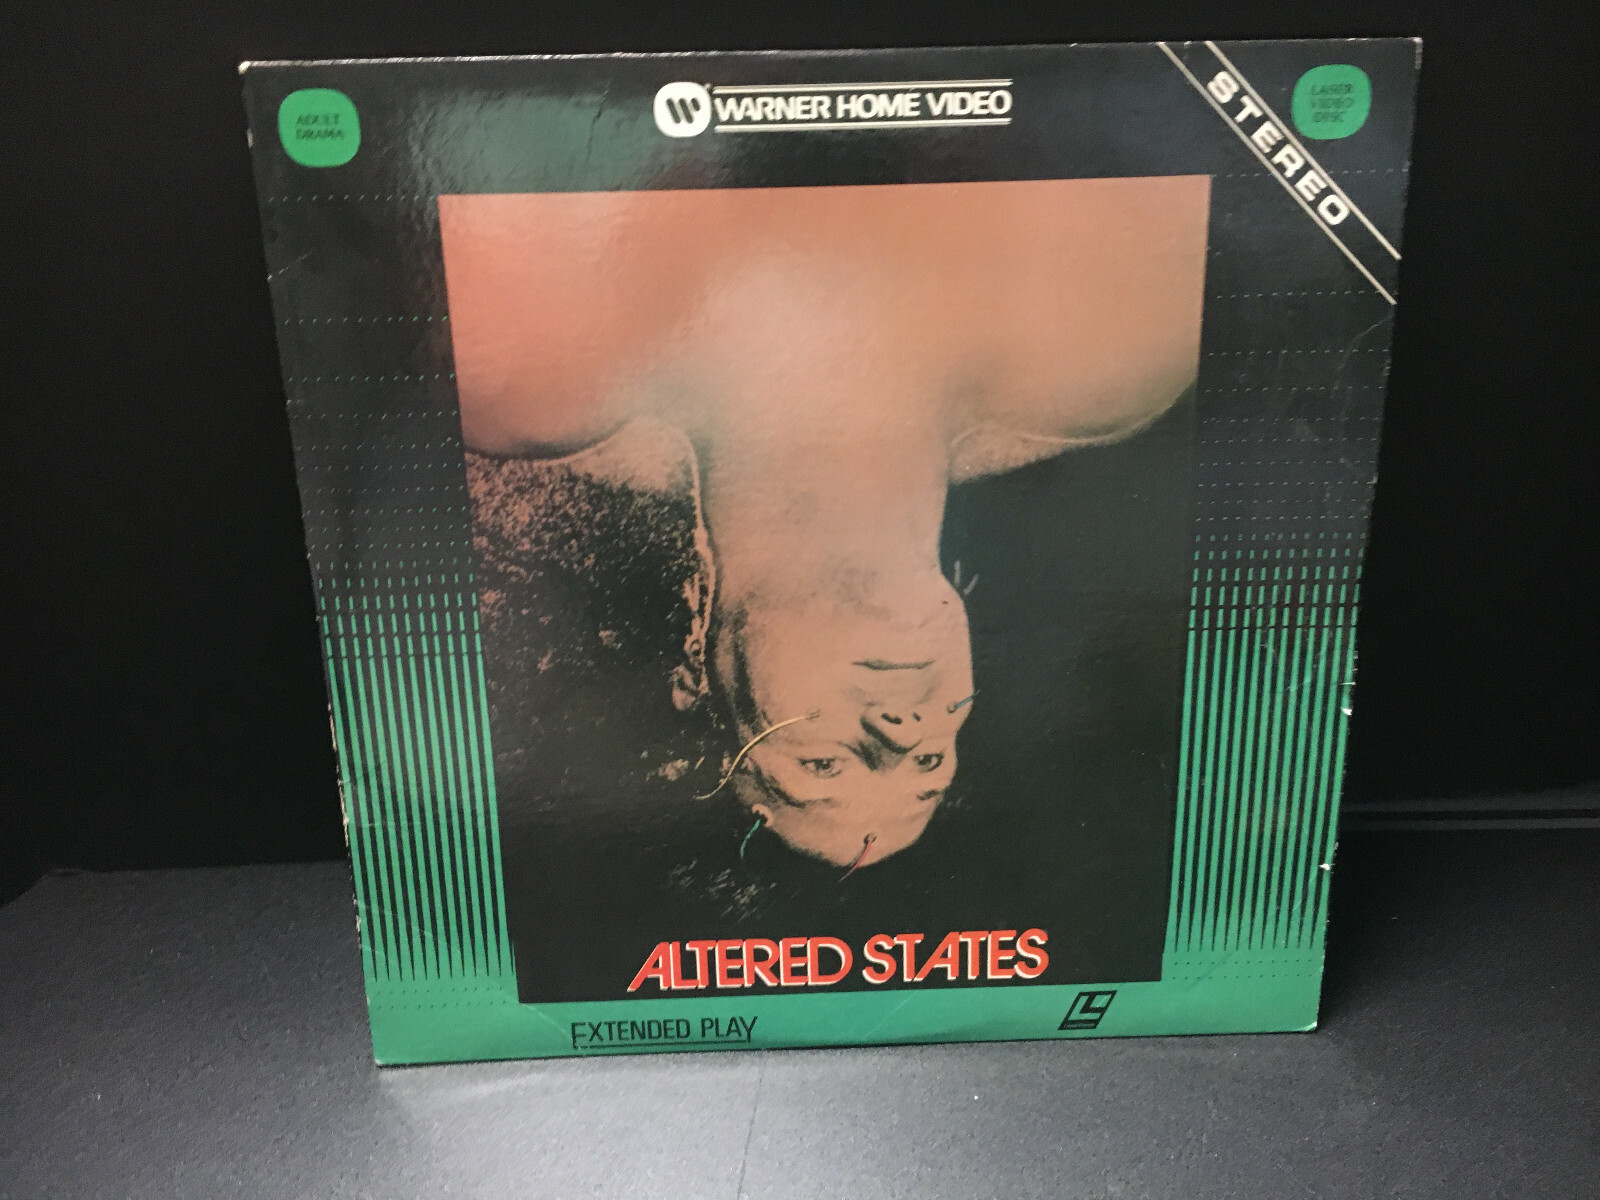 ADULT
DRAMA
WARNER HOME VIDEO
STEREO
LASER
VIDEO
DISC
ALTERED STATES
EXTENDED PLAY